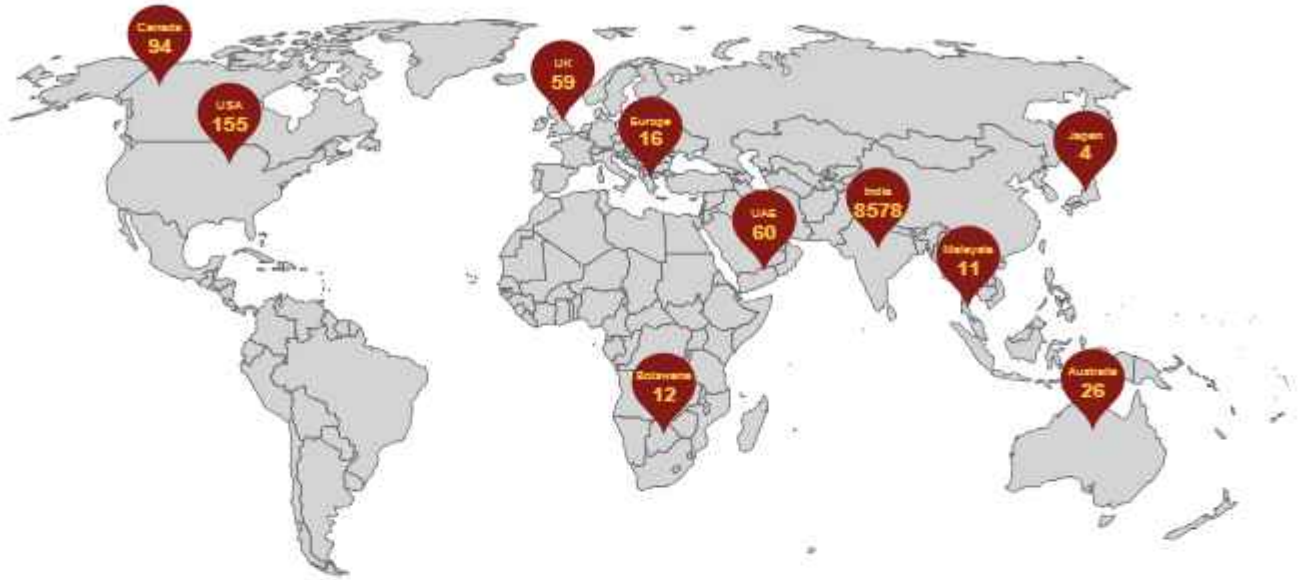 Canada
94
USA
155
UK
59
Europe
16
Japan
4
India
8578
UAE
60
Malaysia
11
Botswana
12
Australia
26